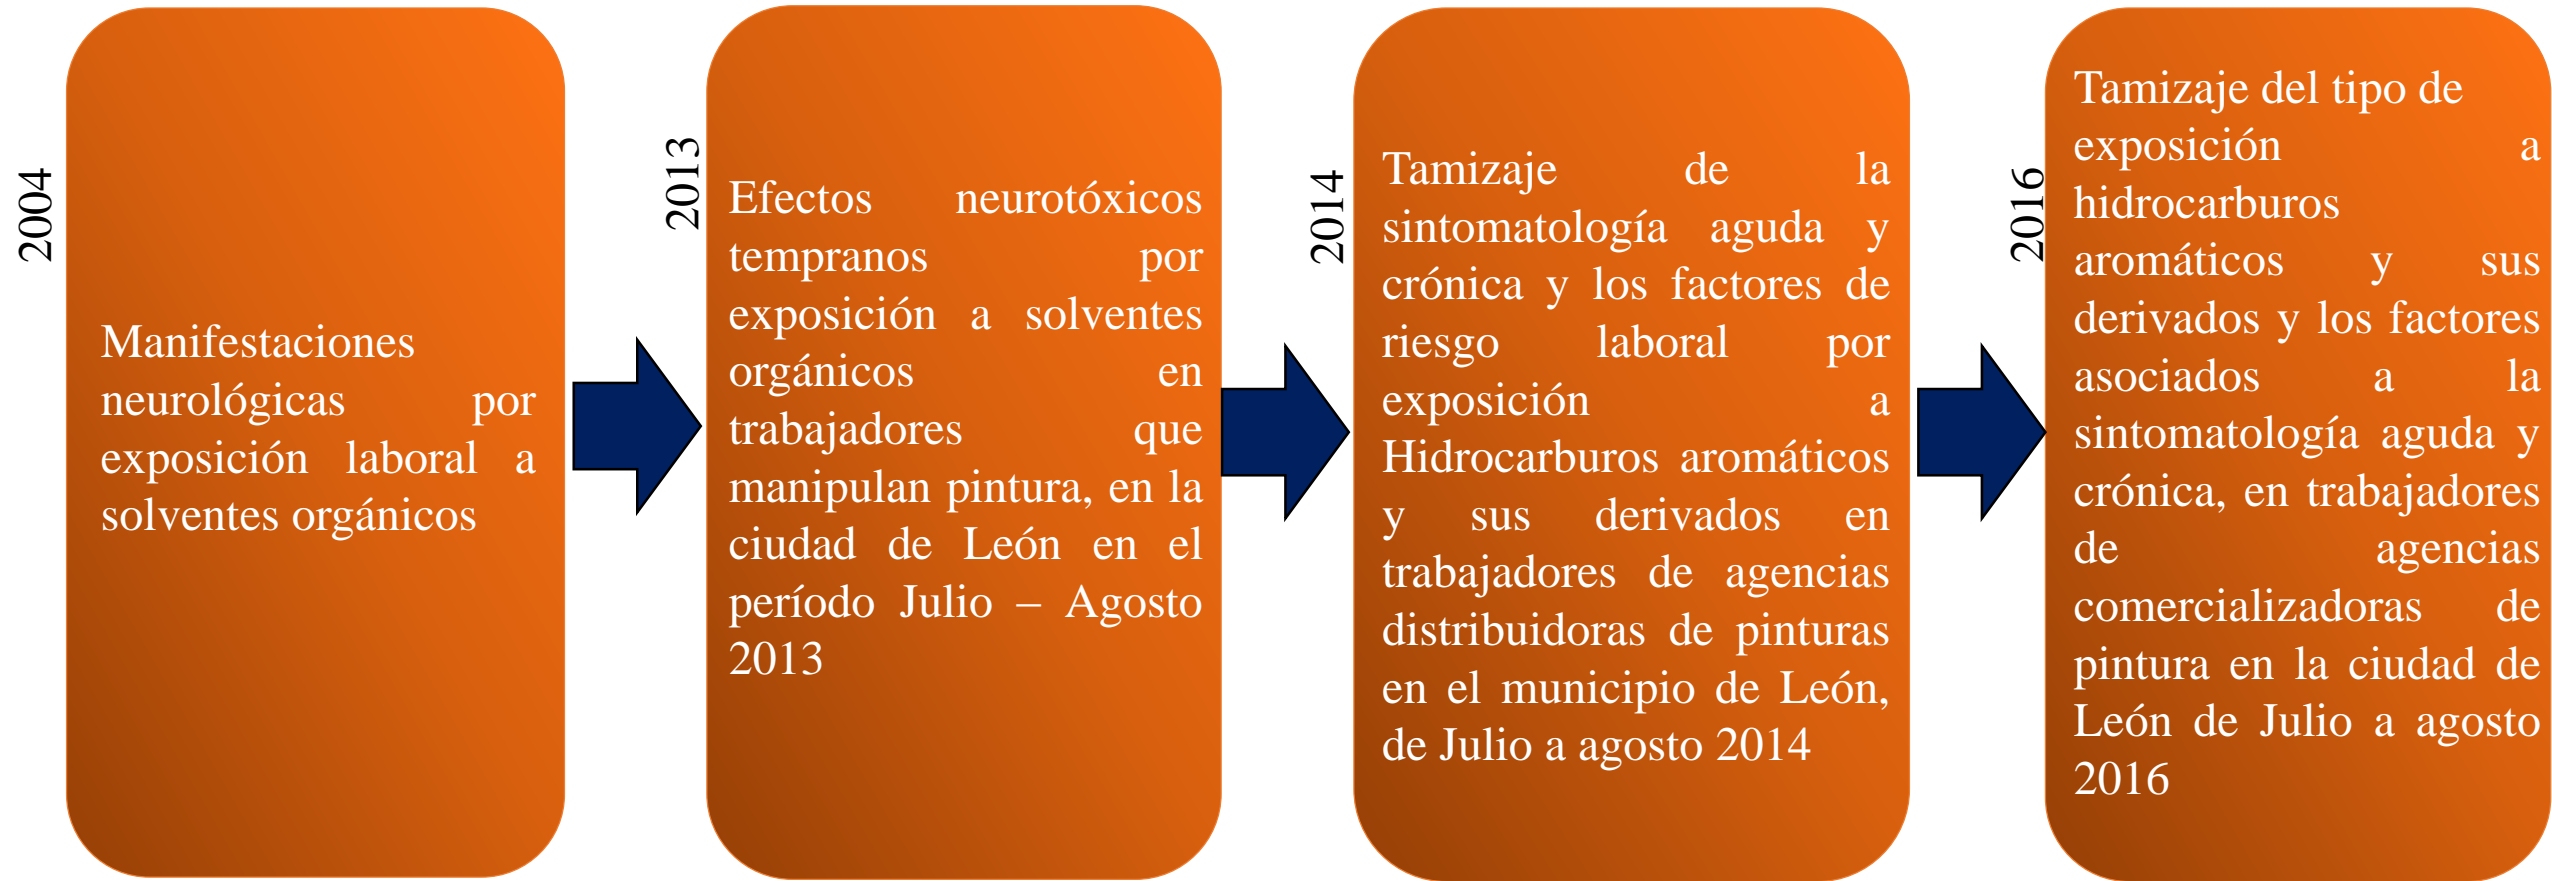 2004
Manifestaciones
neurológicas por
exposición laboral a
solventes orgánicos
2013
Efectos neurotóxicos
tempranos por
exposición a solventes
orgánicos en
trabajadores que
manipulan pintura, en la
ciudad de León en el
período Julio – Agosto
2013
2014
Tamizaje de la
sintomatología aguda y
crónica y los factores de
riesgo laboral por
exposición a
Hidrocarburos aromáticos
y sus derivados en
trabajadores de agencias
distribuidoras de pinturas
en el municipio de León,
de Julio a agosto 2014
2016
Tamizaje del tipo de
exposición a
hidrocarburos
aromáticos y sus
derivados y los factores
asociados a la
sintomatología aguda y
crónica, en trabajadores
de agencias
comercializadoras de
pintura en la ciudad de
León de Julio a agosto
2016